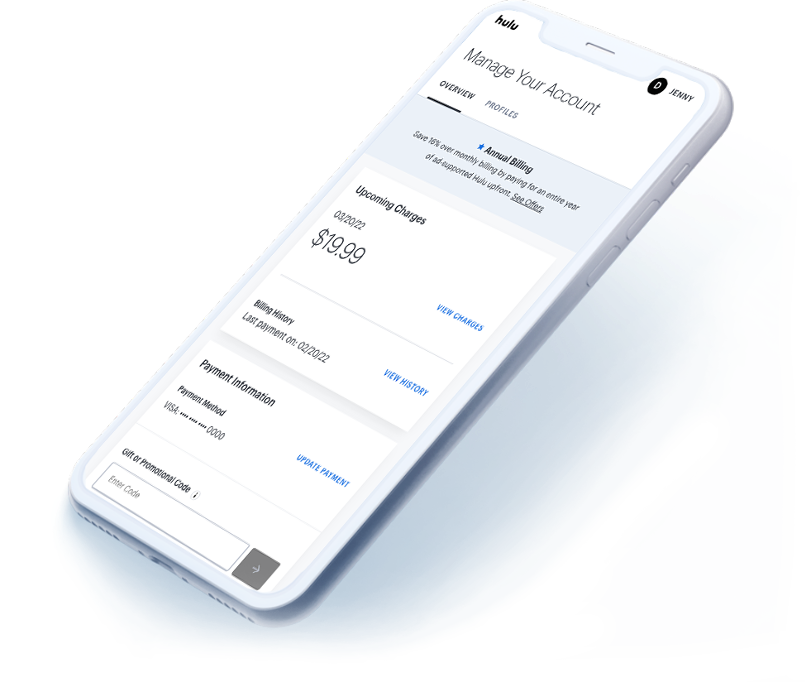 hulu
D JENNY
Manage Your Account
OVERVIEW PROFILES
★ Annual Billing
Save 16% over monthly billing by paying for an entire year
of ad-supported Hulu upfront. See Offers
Upcoming Charges
03/20/22
$19.99
VIEW CHARGES
Billing History
Last payment on: 02/20/22
VIEW HISTORY
Payment Information
Payment Method
VISA: •••• •••• •••• 0000
UPDATE PAYMENT
Gift or Promotional Code i
Enter Code